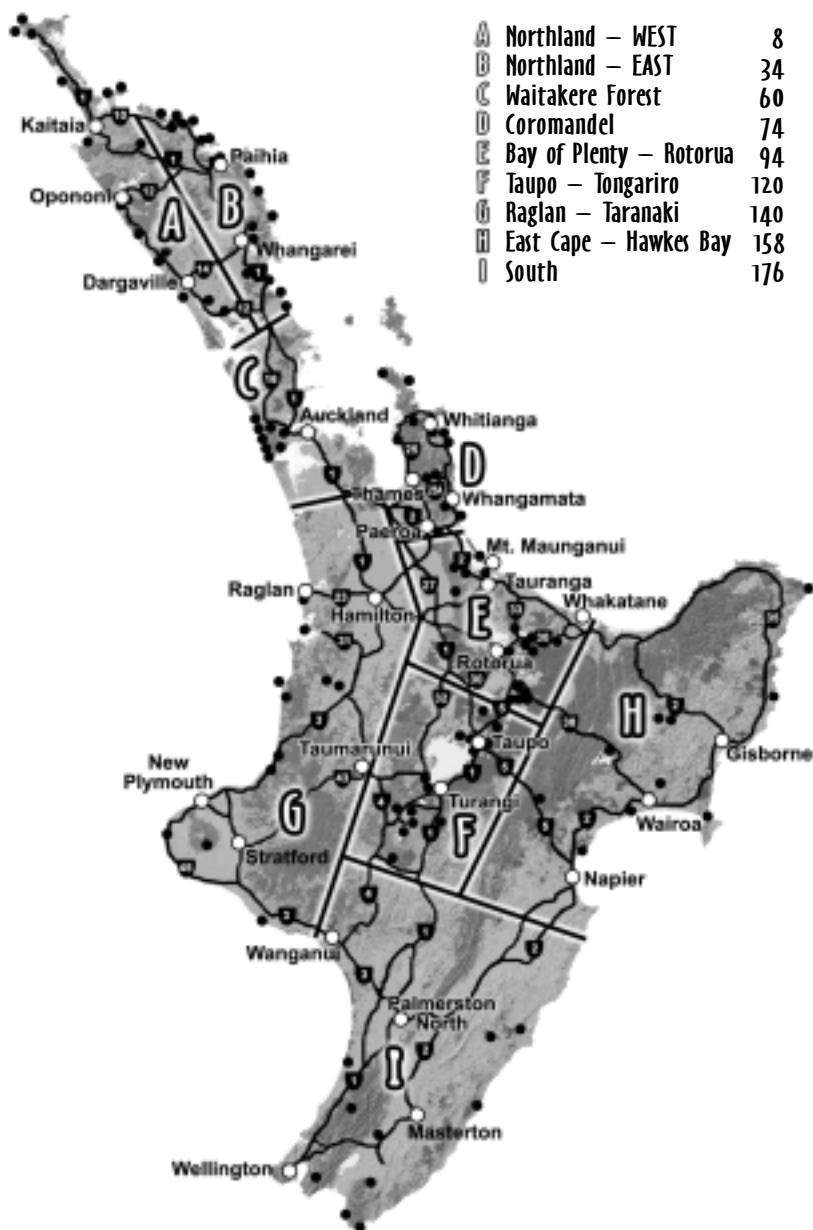 A Northland – WEST 8
B Northland – EAST 34
C Waitakere Forest 60
D Coromandel 74
E Bay of Plenty – Rotorua 94
F Taupo – Tongariro 120
G Raglan – Taranaki 140
H East Cape – Hawkes Bay 158
I South 176
Kaitaia
Paihia
Opononi
A
B
Whangarei
Dargaville
C
Auckland
Whitianga
D
Thames
Whangamata
Paeroa
Mt. Maunganui
Tauranga
Raglan
Hamilton
Whakatane
E
Rotorua
H
Taumarunui
Taupo
Gisborne
New
Plymouth
G
Turangi
Wairoa
F
Stratford
Napier
Wanganui
Palmerston
North
I
Masterton
Wellington